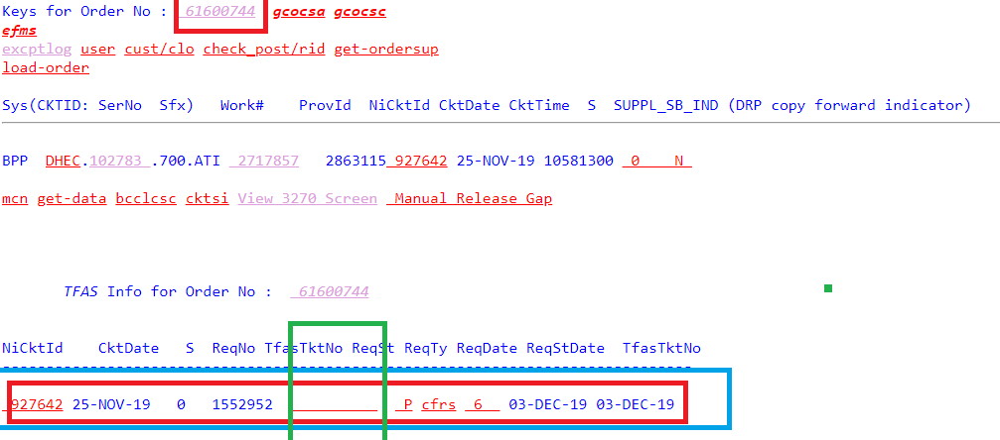 Keys for Order No : 61600744 gcocsa gcocsc
efms
excptlog user cust/clo check_post/rid get-ordersup
load-order
Sys(CKTID: SerNo Sfx) Work# ProvId NiCktId CktDate CktTime S SUPPL_SB_IND (DRP copy forward indicator)
BPP DHEC.102783 .700.ATI 2717857 2863115 927642 25-NOV-19 10581300 0 N
mcn get-data bcclcsc cktsi View 3270 Screen Manual Release Gap
TFAS Info for Order No : 61600744
NiCktId CktDate S ReqNo TfasTktNo ReqSt ReqTy ReqDate ReqStDate TfasTktNo
927642 25-NOV-19 0 1552952 P cfrs 6 03-DEC-19 03-DEC-19